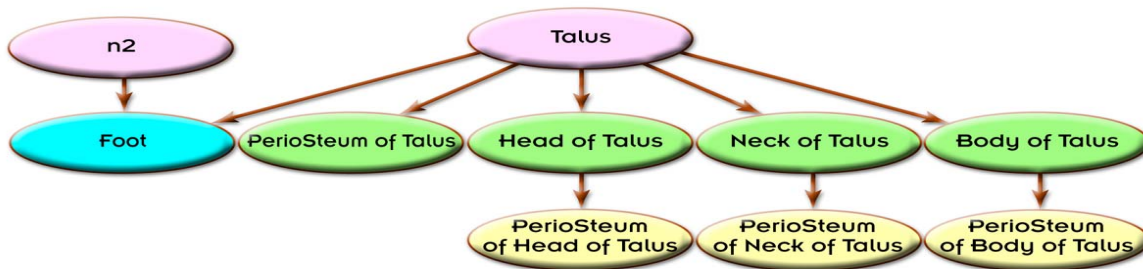 n2
Talus
Foot
PerioSteum of Talus
Head of Talus
Neck of Talus
Body of Talus
PerioSteum
of Head of Talus
PerioSteum
of Neck of Talus
PerioSteum
of Body of Talus